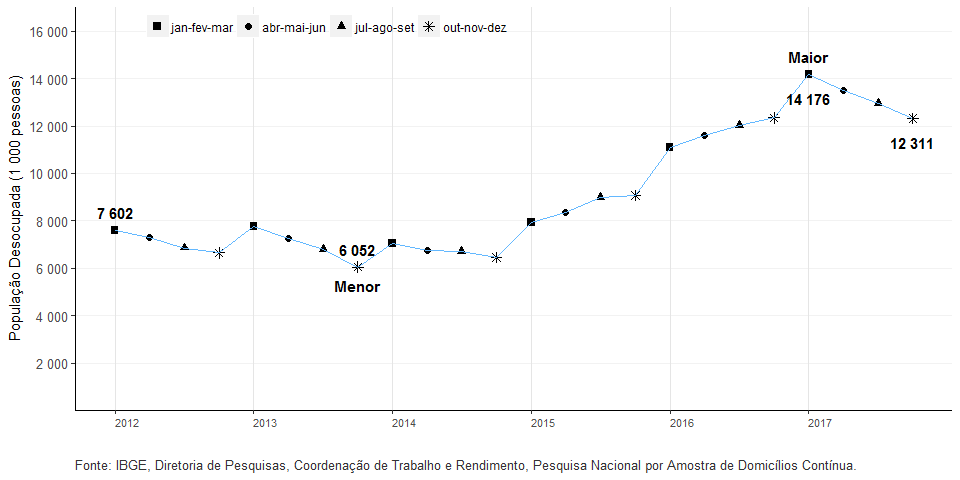 jan-fev-mar abr-mai-jun jul-ago-set out-nov-dez
População Desocupada (1 000 pessoas)
16 000
14 000
12 000
10 000
8 000
6 000
4 000
2 000
7 602
6 052
Menor
Maior
14 176
12 311
2012 2013 2014 2015 2016 2017
Fonte: IBGE, Diretoria de Pesquisas, Coordenação de Trabalho e Rendimento, Pesquisa Nacional por Amostra de Domicílios Contínua.